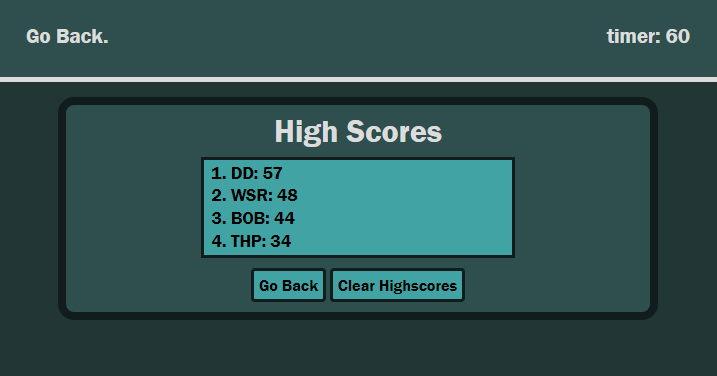 Go Back.
timer: 60
High Scores
1. DD: 57
2. WSR: 48
3. BOB: 44
4. THP: 34
Go Back
Clear Highscores